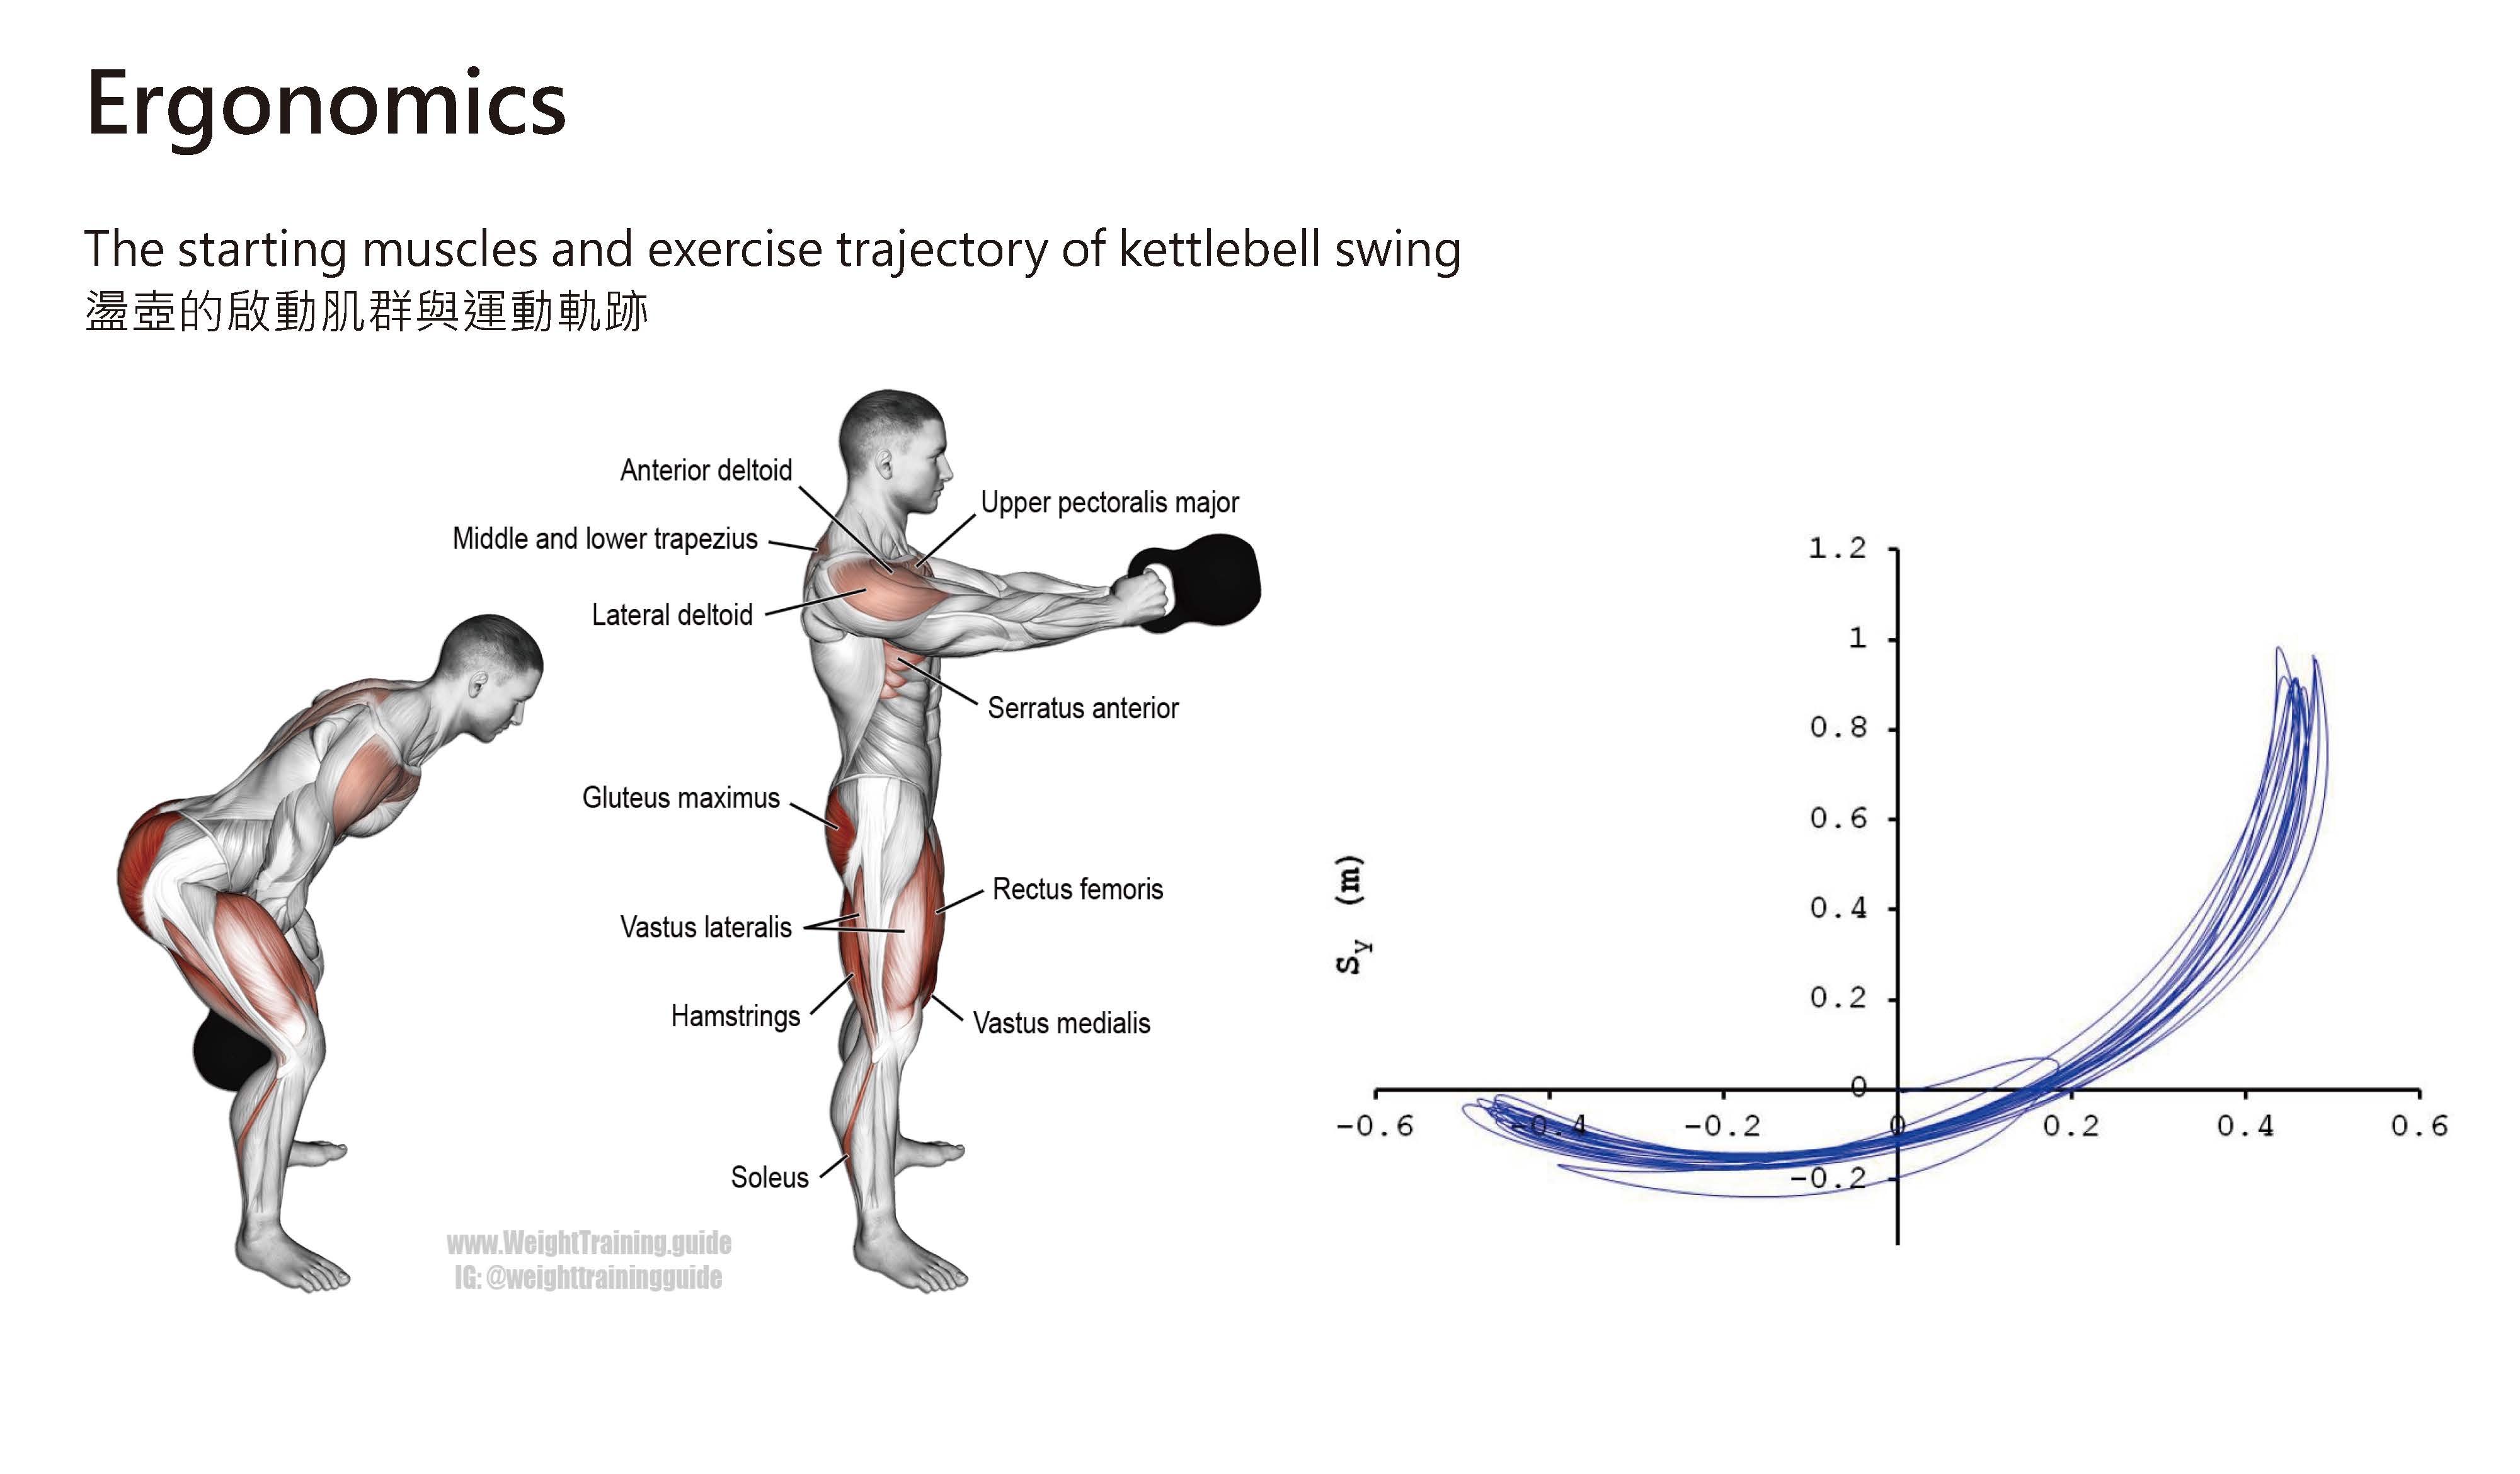 Ergonomics
The starting muscles and exercise trajectory of kettlebell swing
盪壺的啟動肌群與運動軌跡
Anterior deltoid
Upper pectoralis major
Middle and lower trapezius
Lateral deltoid
Serratus anterior
Gluteus maximus
Rectus femoris
Vastus lateralis
Hamstrings
Vastus medialis
Soleus
www.WeightTraining.guide
IG: @weighttrainingguide
1.2
1
0.8
0.6
0.4
0.2
0
-0.2
Sy (m)
-0.6 -0.4 -0.2 0 0.2 0.4 0.6